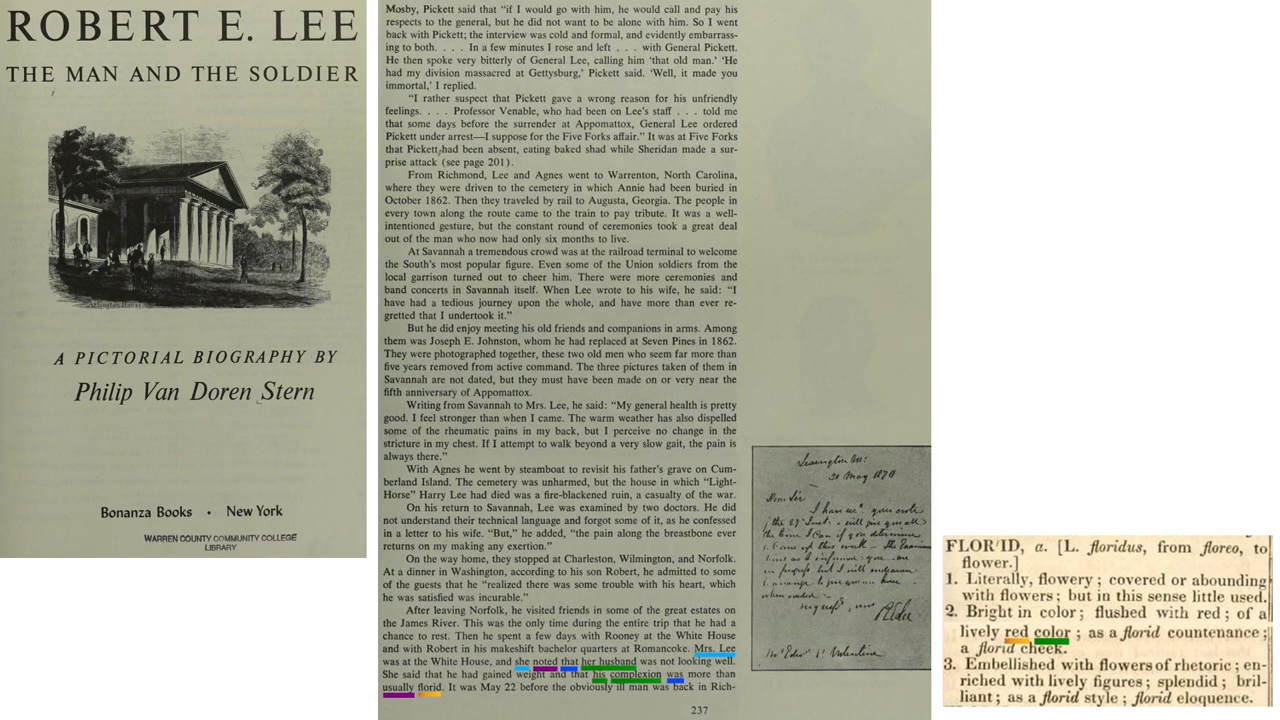 ROBERT E. LEE
THE MAN AND THE SOLDIER
Arlington House
A PICTORIAL BIOGRAPHY BY
Philip Van Doren Stern
Bonanza Books · New York
WARREN COUNTY COMMUNITY COLLEGE
LIBRARY
Mosby, Pickett said that “if I would go with him, he would call and pay his
respects to the general, but he did not want to be alone with him. So I went
back with Pickett; the interview was cold and formal, and evidently embarrass-
ing to both. . . . In a few minutes I rose and left . . . with General Pickett.
He then spoke very bitterly of General Lee, calling him ‘that old man.’ ‘He
had my division massacred at Gettysburg,’ Pickett said. ‘Well, it made you
immortal,’ I replied.
“I rather suspect that Pickett gave a wrong reason for his unfriendly
feelings. . . . Professor Venable, who had been on Lee’s staff . . . told me
that some days before the surrender at Appomattox, General Lee ordered
Pickett under arrest—I suppose for the Five Forks affair.” It was at Five Forks
that Pickett had been absent, eating baked shad while Sheridan made a sur-
prise attack (see page 201).
From Richmond, Lee and Agnes went to Warrenton, North Carolina,
where they were driven to the cemetery in which Annie had been buried in
October 1862. Then they traveled by rail to Augusta, Georgia. The people in
every town along the route came to the train to pay tribute. It was a well-
intentioned gesture, but the constant round of ceremonies took a great deal
out of the man who now had only six months to live.
At Savannah a tremendous crowd was at the railroad terminal to welcome
the South’s most popular figure. Even some of the Union soldiers from the
local garrison turned out to cheer him. There were more ceremonies and
band concerts in Savannah itself. When Lee wrote to his wife, he said: “I
have had a tedious journey upon the whole, and have more than ever re-
gretted that I undertook it.”
But he did enjoy meeting his old friends and companions in arms. Among
them was Joseph E. Johnston, whom he had replaced at Seven Pines in 1862.
They were photographed together, these two old men who seem far more than
five years removed from active command. The three pictures taken of them in
Savannah are not dated, but they must have been made on or very near the
fifth anniversary of Appomattox.
Writing from Savannah to Mrs. Lee, he said: “My general health is pretty
good. I feel stronger than when I came. The warm weather has also dispelled
some of the rheumatic pains in my back, but I perceive no change in the
stricture in my chest. If I attempt to walk beyond a very slow gait, the pain is
always there.”
With Agnes he went by steamboat to revisit his father’s grave on Cum-
berland Island. The cemetery was unharmed, but the house in which “Light-
Horse” Harry Lee had died was a fire-blackened ruin, a casualty of the war.
On his return to Savannah, Lee was examined by two doctors. He did
not understand their technical language and forgot some of it, as he confessed
in a letter to his wife. “But,” he added, “the pain along the breastbone ever
returns on my making any exertion.”
On the way home, they stopped at Charleston, Wilmington, and Norfolk.
At a dinner in Washington, according to his son Robert, he admitted to some
of the guests that he “realized there was some trouble with his heart, which
he was satisfied was incurable.”
After leaving Norfolk, he visited friends in some of the great estates on
the James River. This was the only time during the entire trip that he had a
chance to rest. Then he spent a few days with Rooney at the White House
and with Robert in his makeshift bachelor quarters at Romancoke. Mrs. Lee
was at the White House, and she noted that her husband was not looking well.
She said that he had gained weight and that his complexion was more than
usually florid. It was May 22 before the obviously ill man was back in Rich-
237
Lexington Va:
30 May 1870
Dear Sir
I have
R E Lee
Valentine
FLOR'ID, a. [L. floridus, from floreo, to
flower.]
1. Literally, flowery ; covered or abounding
with flowers ; but in this sense little used.
2. Bright in color ; flushed with red ; of a
lively red color ; as a florid countenance ;
a florid cheek.
3. Embellished with flowers of rhetoric ; en-
riched with lively figures ; splendid ; bril-
liant ; as a florid style ; florid eloquence.